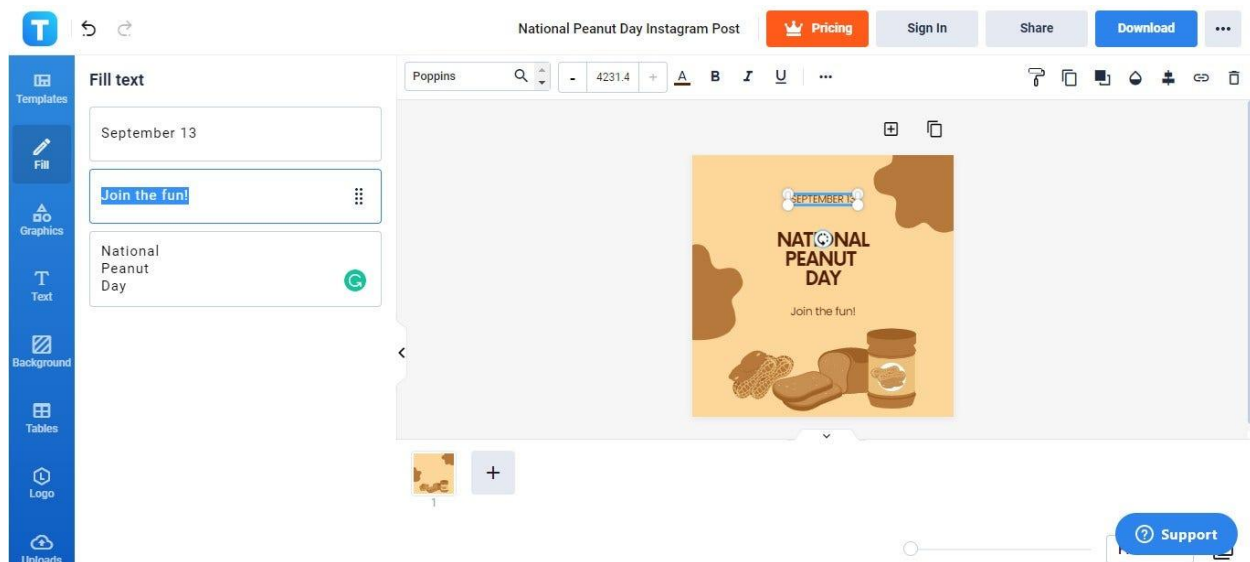 T
National Peanut Day Instagram Post
Pricing
Sign In
Share
Download
Templates
Fill
Graphics
Text
Background
Tables
Logo
Uploads
Fill text
September 13
Join the fun!
National
Peanut
Day
Poppins
- 4231.4 +
A B I U
SEPTEMBER 13
NATIONAL
PEANUT
DAY
Join the fun!
1
Support